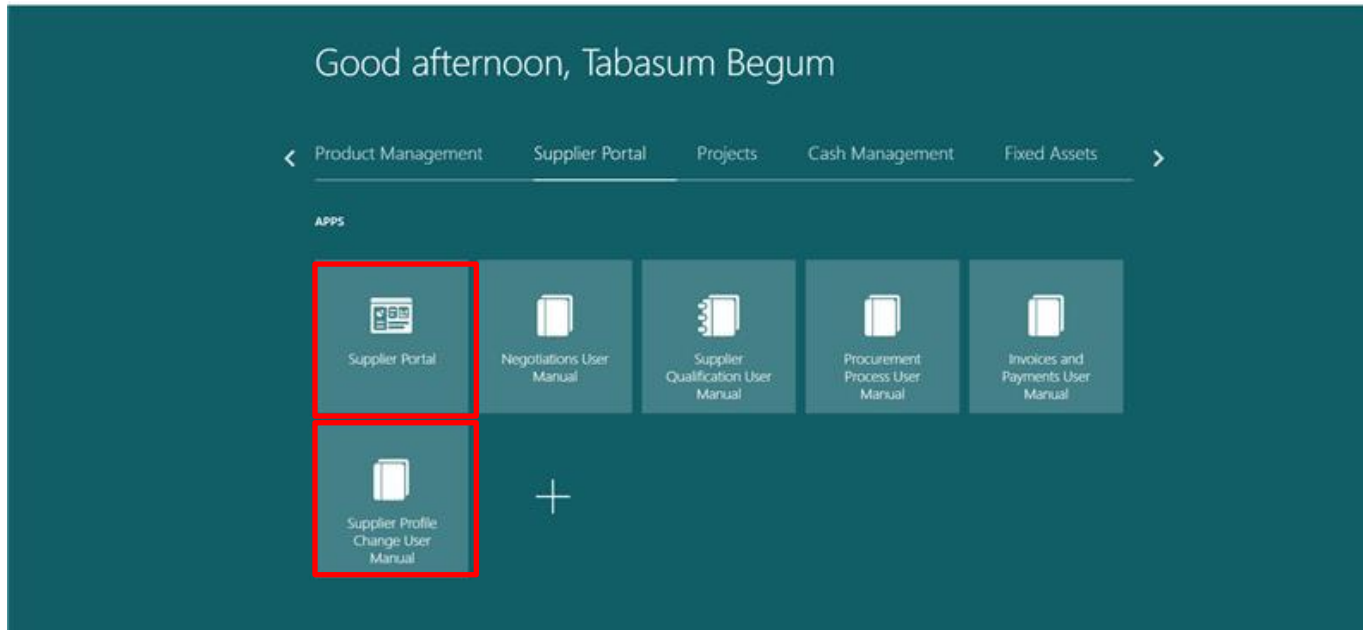 Good afternoon, Tabasum Begum
Product Management Supplier Portal Projects Cash Management Fixed Assets
APPS
Supplier Portal
Negotiations User
Manual
Supplier
Qualification User
Manual
Procurement
Process User
Manual
Invoices and
Payments User
Manual
Supplier Profile
Change User
Manual